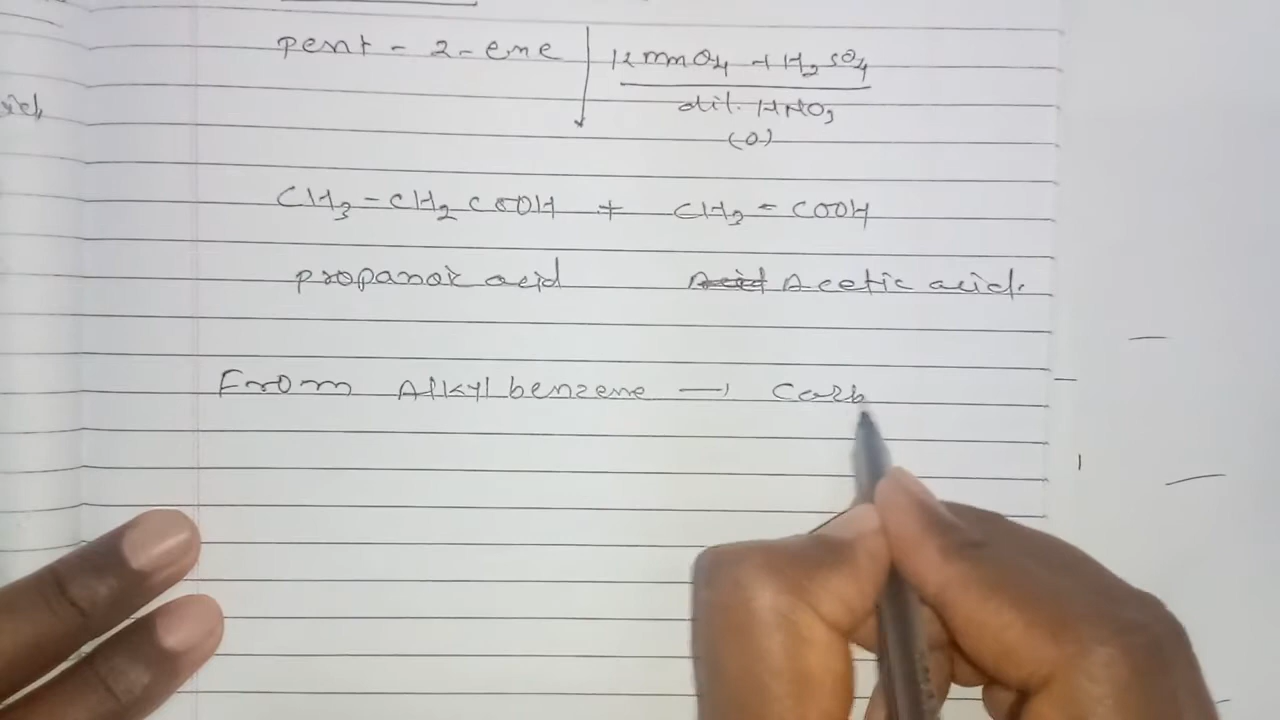 pent - 2 - ene KMnO4 + H2SO4
dil. HNO3
(O)
CH3 - CH2 COOH + CH3 - COOH
propanoic acid Acetic acid.
From Alkyl benzene → Carb